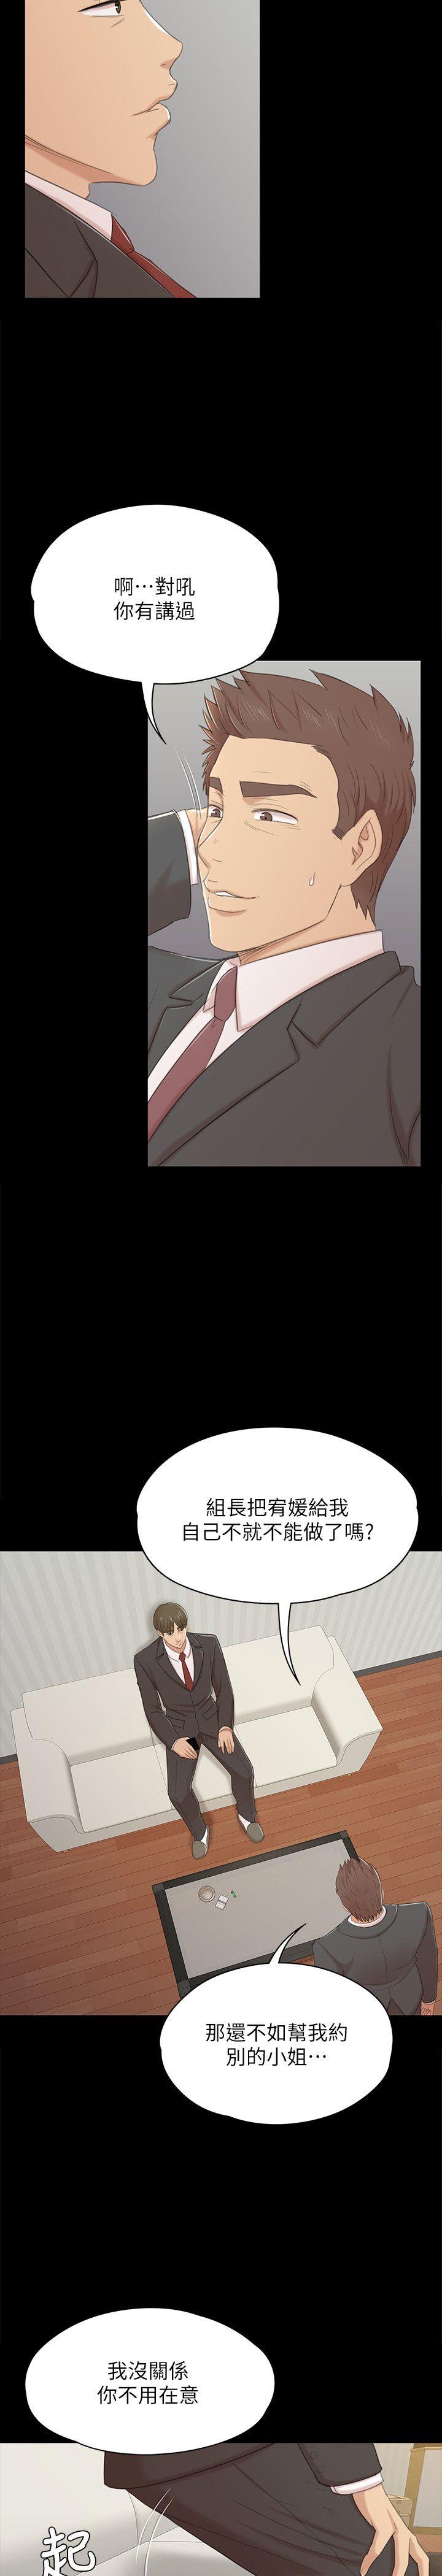 啊⋯對吼
你有講過
組長把宥媛給我
自己不就不能做了嗎?
那還不如幫我約
別的小姐⋯
我沒關係
你不用在意
起